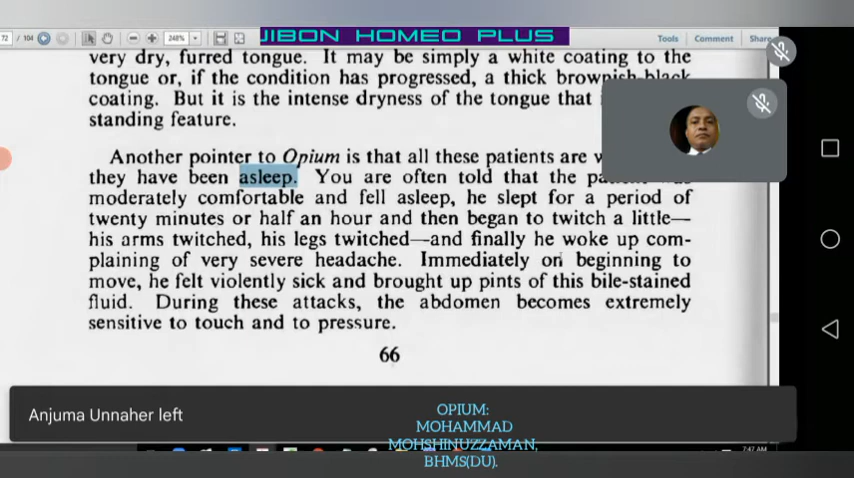 JIBON HOMEO PLUS
72 / 104
248%
Tools Comment Share
very dry, furred tongue. It may be simply a white coating to the
tongue or, if the condition has progressed, a thick brownish-black
coating. But it is the intense dryness of the tongue that
standing feature.
Another pointer to Opium is that all these patients are
they have been asleep. You are often told that the
moderately comfortable and fell asleep, he slept for a period of
twenty minutes or half an hour and then began to twitch a little—
his arms twitched, his legs twitched—and finally he woke up com-
plaining of very severe headache. Immediately on beginning to
move, he felt violently sick and brought up pints of this bile-stained
fluid. During these attacks, the abdomen becomes extremely
sensitive to touch and to pressure.
66
Anjuma Unnaher left
OPIUM:
MOHAMMAD
MOHSHINUZZAMAN,
BHMS(DU).
7:47 AM